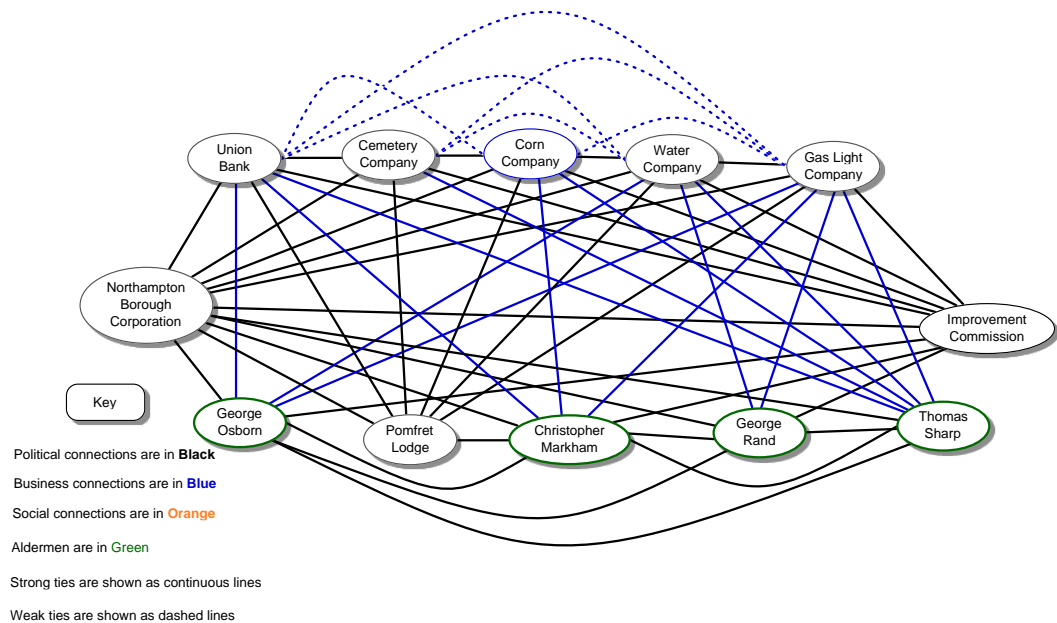 Union
Bank
Cemetery
Company
Corn
Company
Water
Company
Gas Light
Company
Northampton
Borough
Corporation
Improvement
Commission
Key
George
Osborn
Pomfret
Lodge
Christopher
Markham
George
Rand
Thomas
Sharp
Political connections are in Black
Business connections are in Blue
Social connections are in Orange
Aldermen are in Green
Strong ties are shown as continuous lines
Weak ties are shown as dashed lines